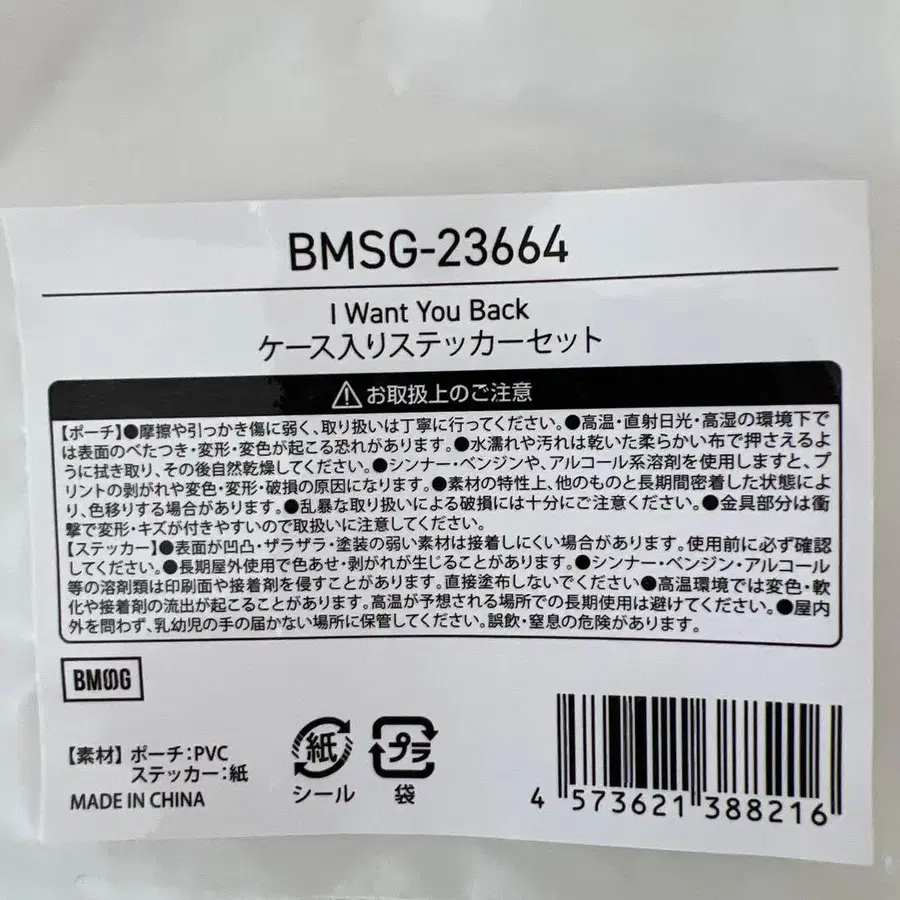 BMSG-23664
I Want You Back
ケース入りステッカーセット
⚠お取扱上のご注意
【ポーチ】●摩擦や引っかき傷に弱く、取り扱いは丁寧に行ってください。●高温・直射日光・高湿の環境下で
は表面のべたつき・変形・変色が起こる恐れがあります。●水濡れや汚れは乾いた柔らかい布で押さえるよ
うに拭き取り、その後自然乾燥してください。●シンナー・ベンジンや、アルコール系溶剤を使用しますと、プ
リントの剥がれや変色・変形・破損の原因になります。●素材の特性上、他のものと長期間密着した状態によ
り、色移りする場合があります。●乱暴な取り扱いによる破損には十分にご注意ください。●金具部分は衝
撃で変形・キズが付きやすいので取扱いに注意してください。
【ステッカー】●表面が凹凸・ザラザラ・塗装の弱い素材は接着しにくい場合があります。使用前に必ず確認
してください。●長期屋外使用で色あせ・剥がれが生じることがあります。●シンナー・ベンジン・アルコール
等の溶剤類は印刷面や接着剤を侵すことがあります。直接塗布しないでください●高温環境では変色・軟
化や接着剤の流出が起こることがあります。高温が予想される場所での長期使用は避けてください。●屋内
外を問わず、乳幼児の手の届かない場所に保管してください。誤飲・窒息の危険があります。
BMSG
【素材】ポーチ:PVC
ステッカー:紙
MADE IN CHINA
紙
シール
プラ
袋
4 573621 388216